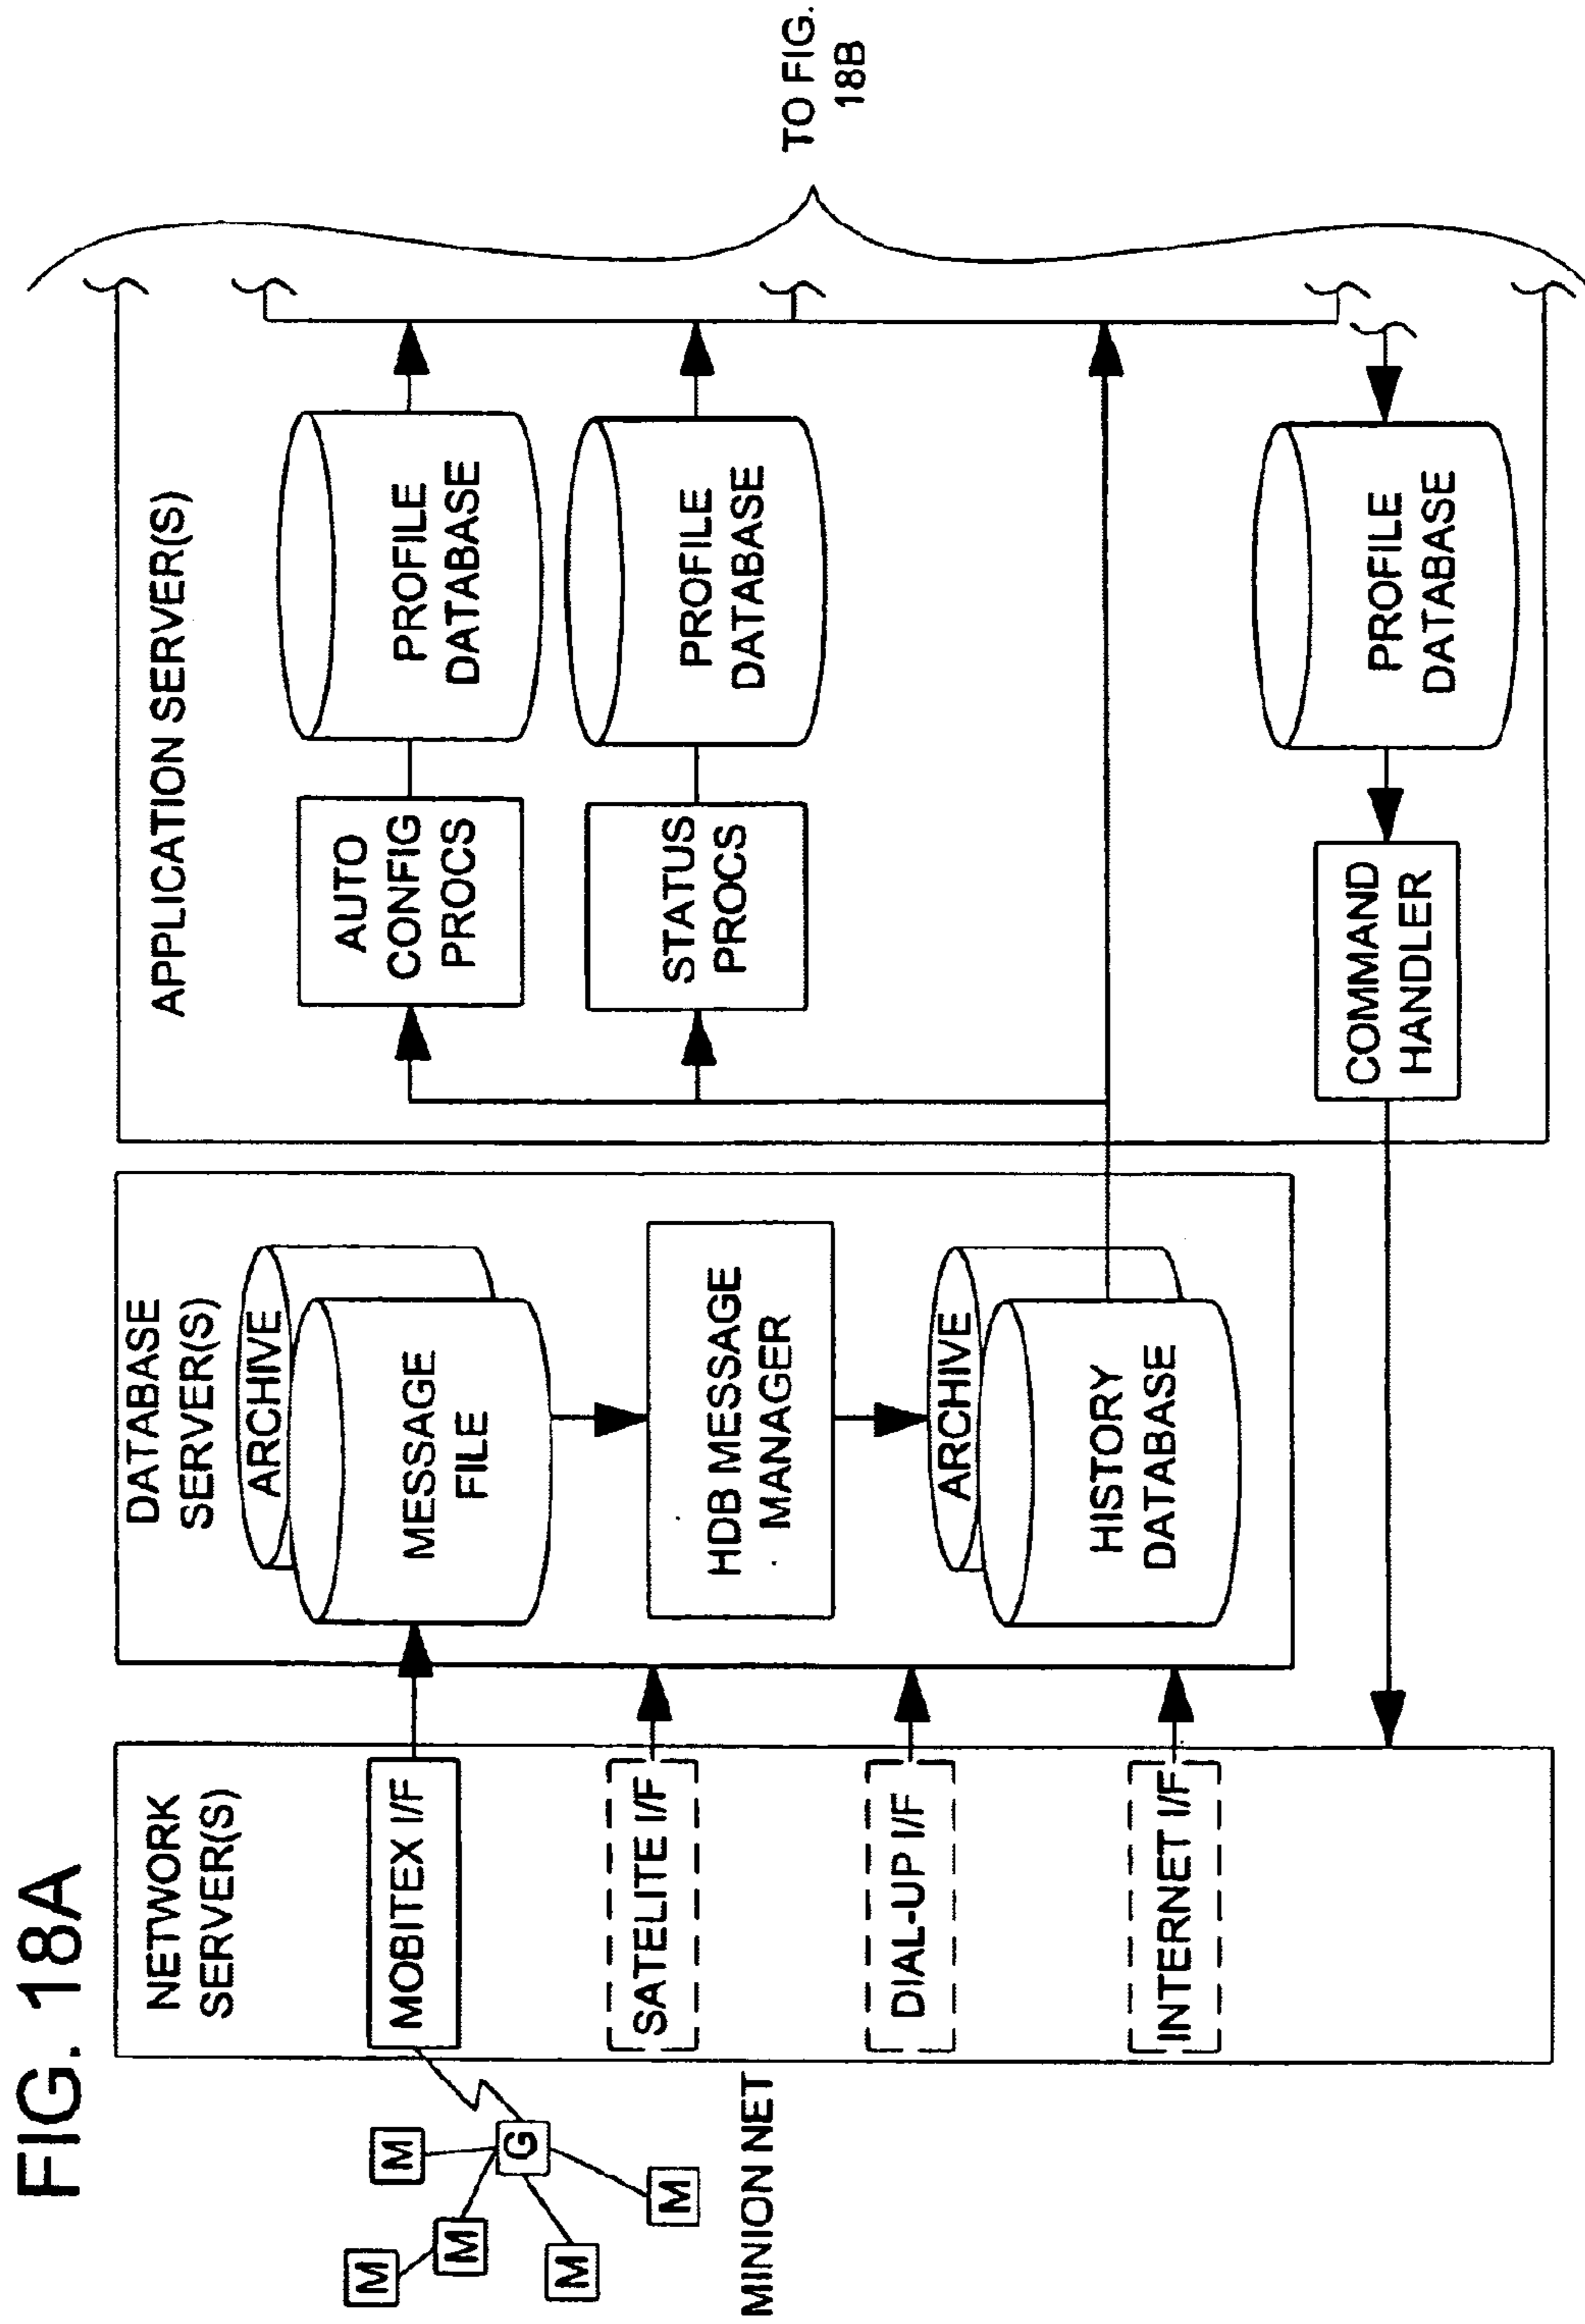 FIG. 18A
NETWORK
SERVER(S)
MOBITEX I/F
SATELITE I/F
DIAL-UP I/F
INTERNET I/F
M
M
M
M
M
G
MINION NET
DATABASE
SERVER(S)
ARCHIVE
MESSAGE
FILE
HDB MESSAGE
MANAGER
ARCHIVE
HISTORY
DATABASE
APPLICATION SERVER(S)
AUTO
CONFIG
PROCS
PROFILE
DATABASE
STATUS
PROCS
PROFILE
DATABASE
COMMAND
HANDLER
PROFILE
DATABASE
TO FIG.
18B